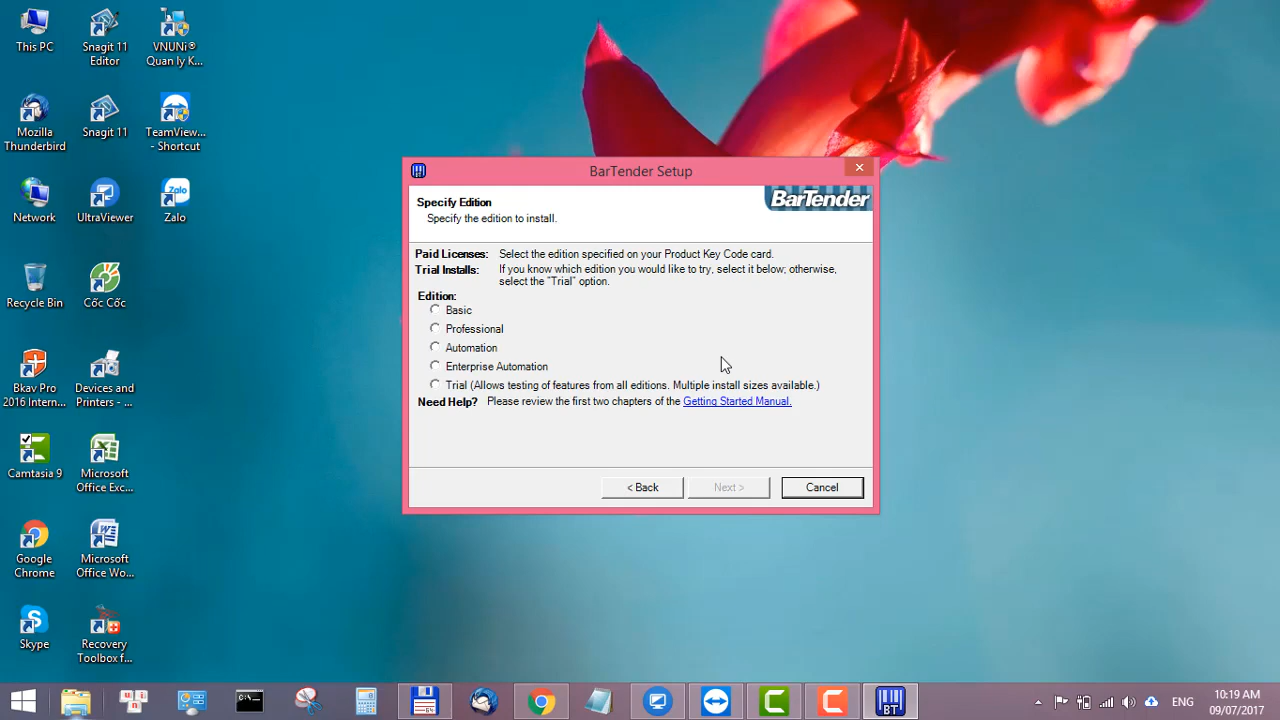 This PC
Snagit 11
Editor
VNUNi®
Quan ly K...
Mozilla
Thunderbird
Snagit 11
TeamView...
- Shortcut
Network
UltraViewer
Zalo
Recycle Bin
Cốc Cốc
Bkav Pro
2016 Intern...
Devices and
Printers - ...
Camtasia 9
Microsoft
Office Exc...
Google
Chrome
Microsoft
Office Wo...
Skype
Recovery
Toolbox f...
BarTender Setup
Specify Edition
Specify the edition to install.
BarTender
Paid Licenses: Select the edition specified on your Product Key Code card.
Trial Installs: If you know which edition you would like to try, select it below; otherwise,
select the "Trial" option.
Edition:
Basic
Professional
Automation
Enterprise Automation
Trial (Allows testing of features from all editions. Multiple install sizes available.)
Need Help? Please review the first two chapters of the Getting Started Manual.
< Back
Next >
Cancel
BT
ENG
10:19 AM
09/07/2017